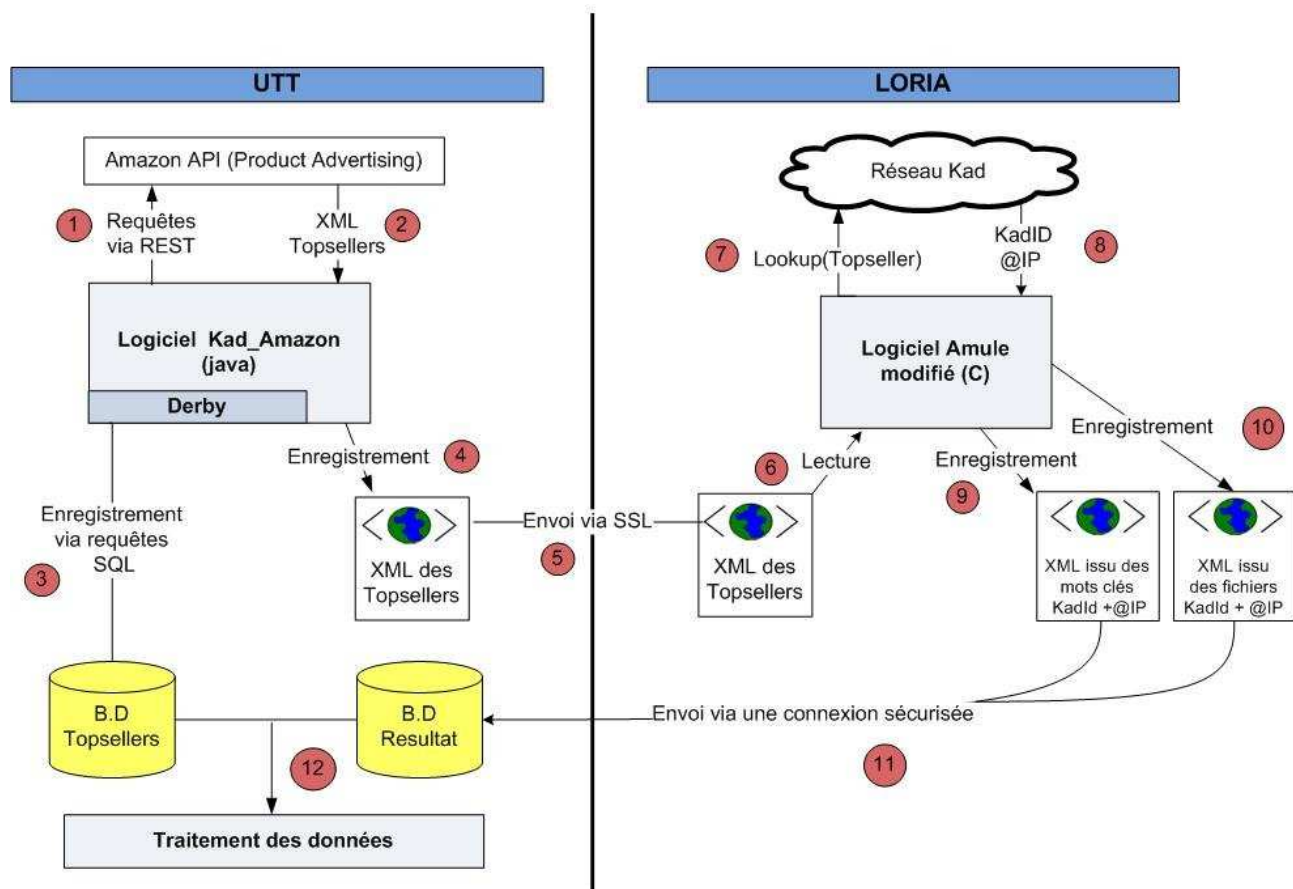 UTT
LORIA
Amazon API (Product Advertising)
Réseau Kad
1
Requêtes
via REST
XML
Topsellers
2
7
Lookup(Topseller)
KadID
@IP
8
Logiciel Kad_Amazon
(java)
Derby
Logiciel Amule
modifié (C)
Enregistrement
4
6
Lecture
Enregistrement
9
Enregistrement
10
Enregistrement
via requêtes
SQL
3
XML des
Topsellers
Envoi via SSL
5
XML des
Topsellers
XML issu des
mots clés
KadId +@IP
XML issu
des fichiers
KadId + @IP
B.D
Topsellers
B.D
Resultat
Envoi via une connexion sécurisée
11
12
Traitement des données